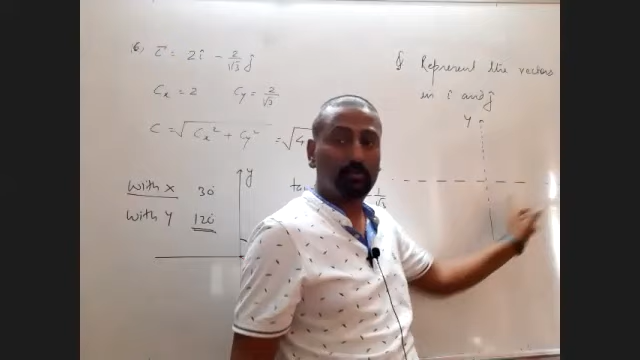 6) C⃗ = 2î - 2/√3 ĵ
Cx = 2 Cy = 2/√3
C = √(Cx² + Cy²) = √4
With X 30°
With Y 120°
y
tan
1/√3
Q Represent the vectors
in î and ĵ
Y